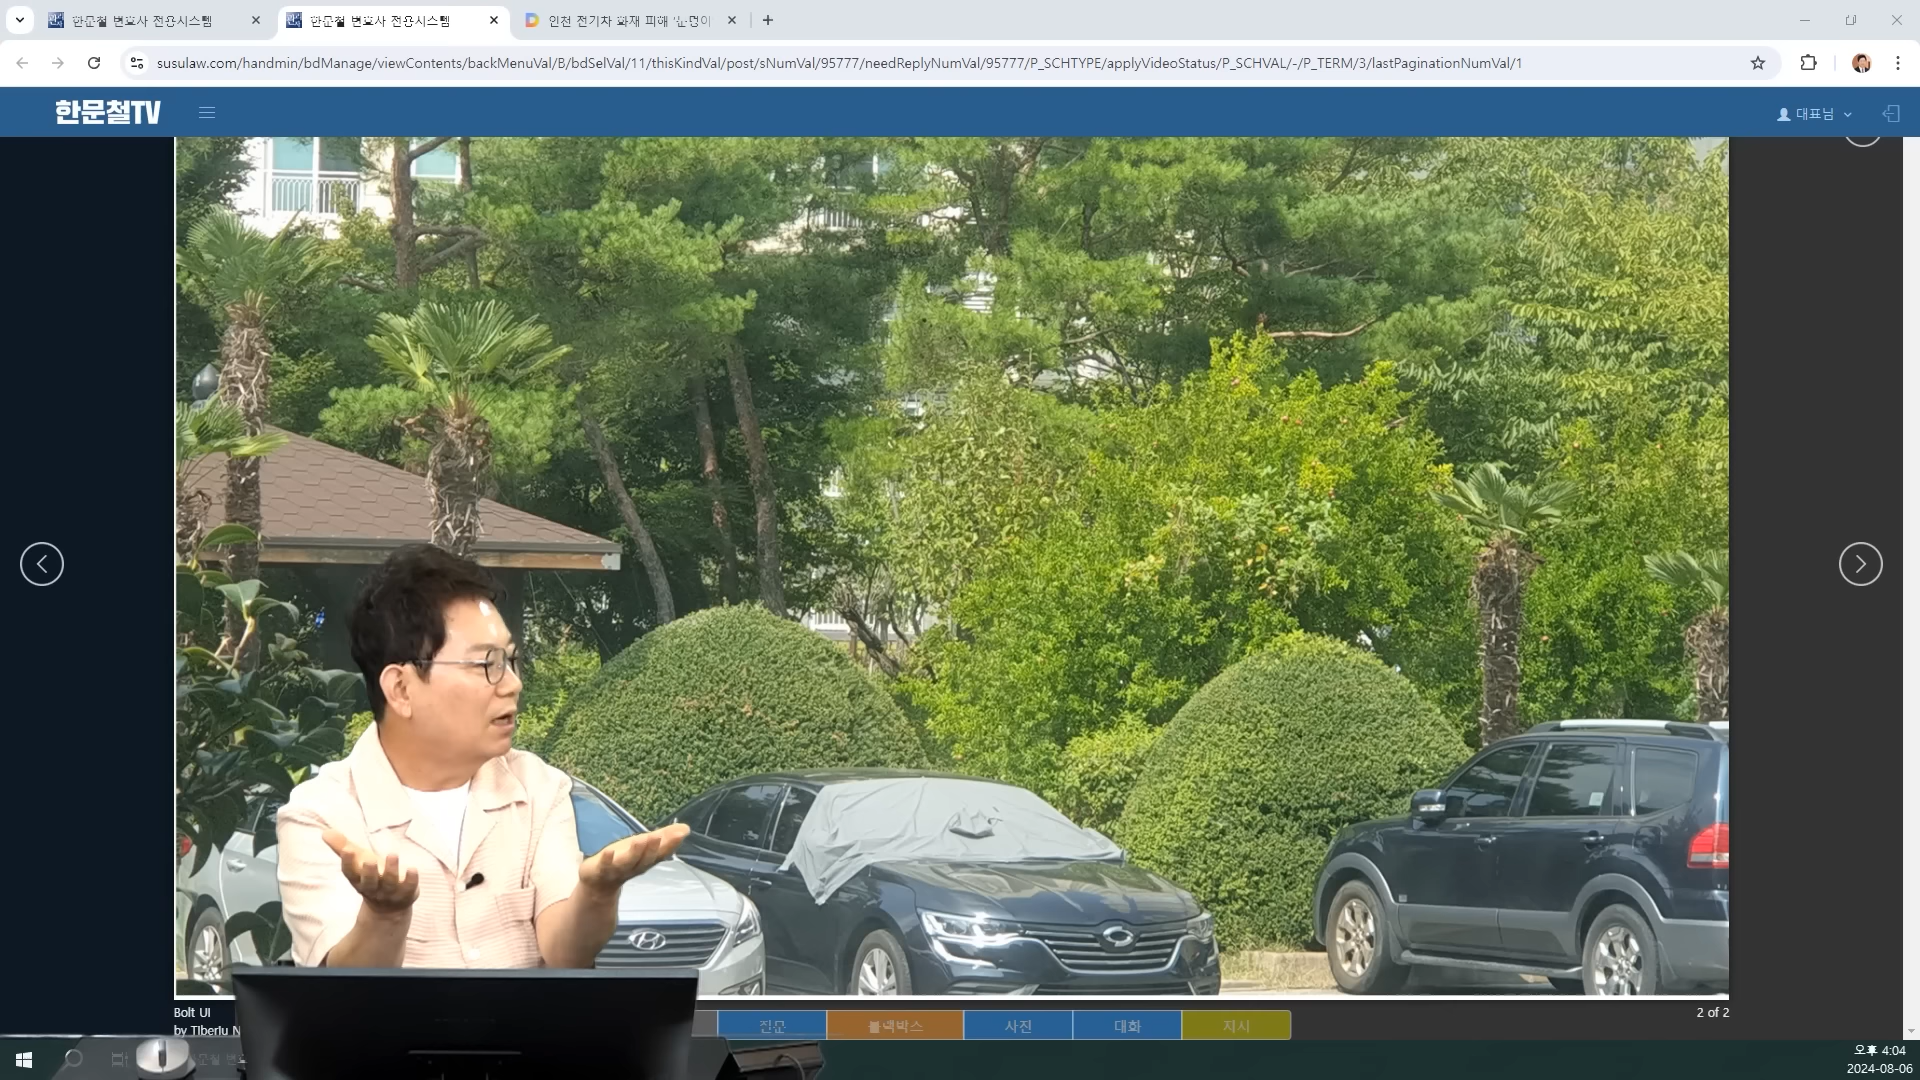 한문철 변호사 전용시스템
한문철 변호사 전용시스템
인천 전기차 화재 피해
susulaw.com/handmin/bdManage/viewContents/backMenuVal/B/bdSelVal/11/thisKindVal/post/sNumVal/95777/needReplyNumVal/95777/P_SCHTYPE/applyVideoStatus/P_SCHVAL/-/P_TERM/3/lastPaginationNumVal/1
한문철TV
대표님
Bolt UI
by Tiberiu N
2 of 2
질문
블랙박스
사진
대화
지시
오후 4:04
2024-08-06